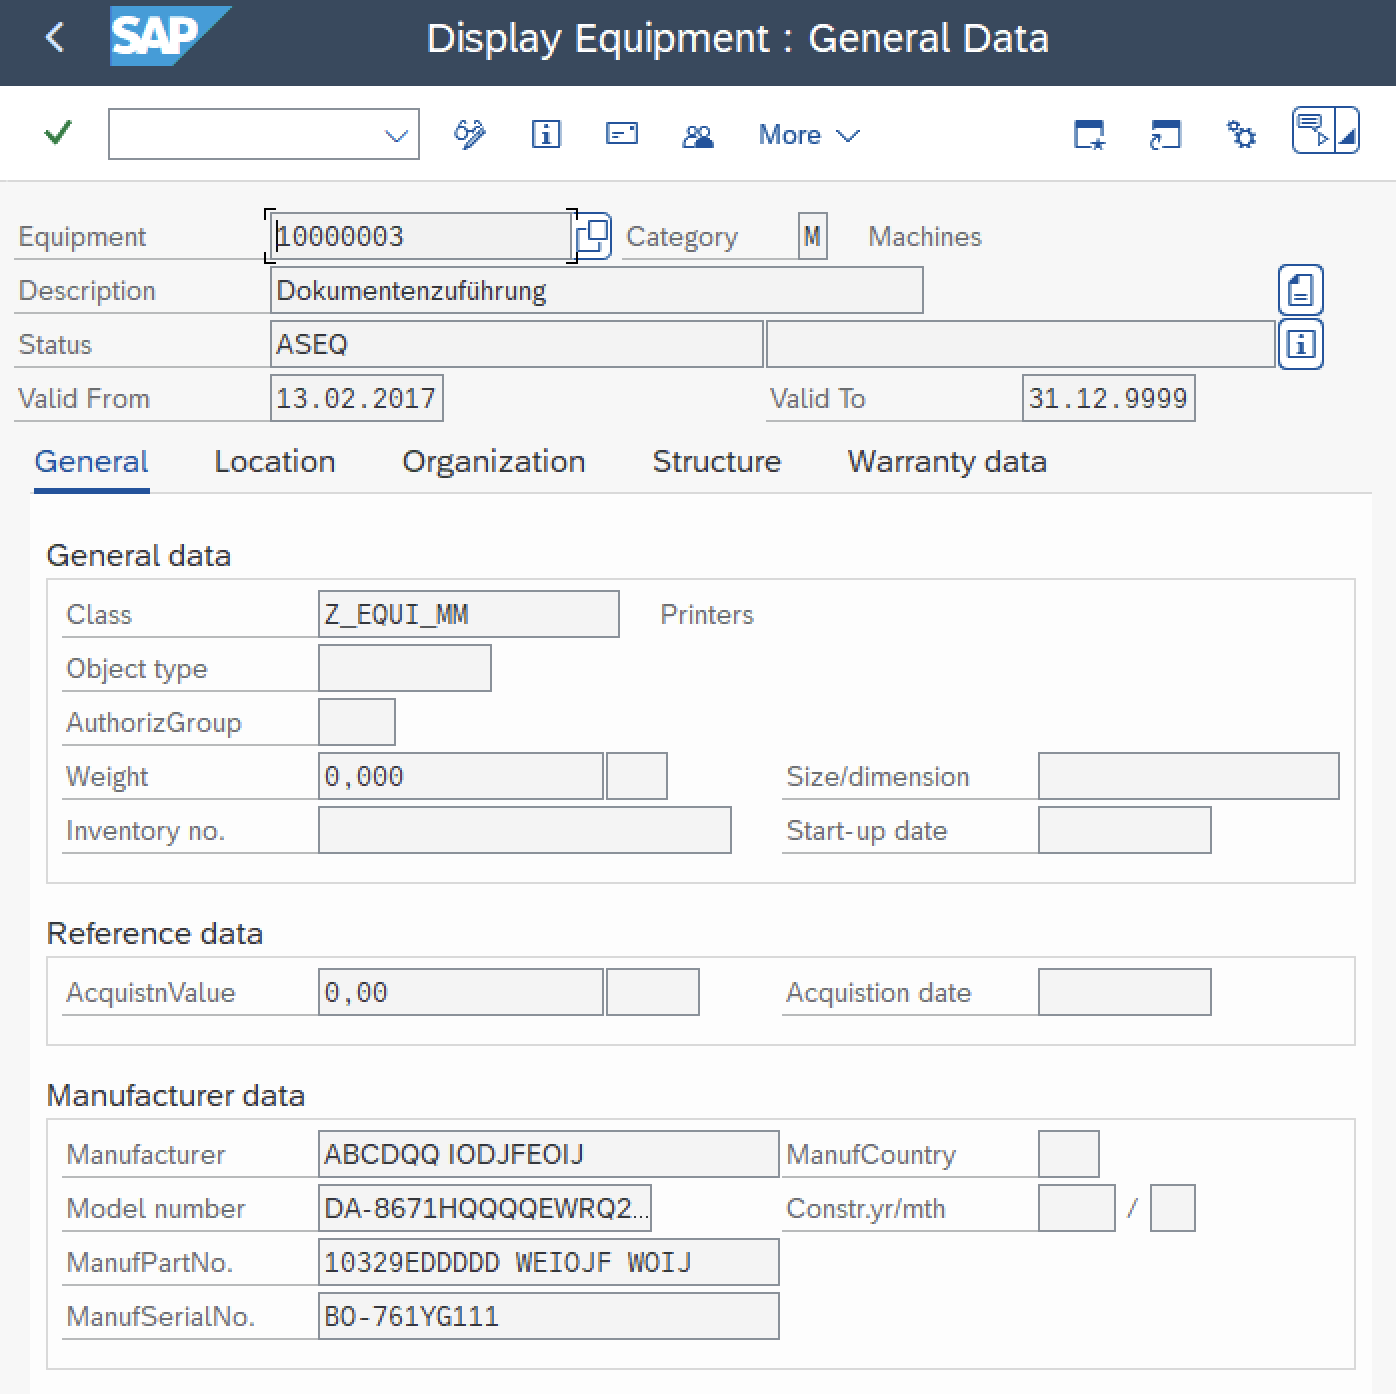 SAP Display Equipment : General Data
More
Equipment 10000003 Category M Machines
Description Dokumentenzuführung
Status ASEQ
Valid From 13.02.2017 Valid To 31.12.9999
General Location Organization Structure Warranty data
General data
Class Z_EQUI_MM Printers
Object type
AuthorizGroup
Weight 0,000 Size/dimension
Inventory no. Start-up date
Reference data
AcquistnValue 0,00 Acquistion date
Manufacturer data
Manufacturer ABCDQQ IODJFEOIJ ManufCountry
Model number DA-8671HQQQQEWRQ2... Constr.yr/mth /
ManufPartNo. 10329EDDDDD WEIOJF WOIJ
ManufSerialNo. BO-761YG111